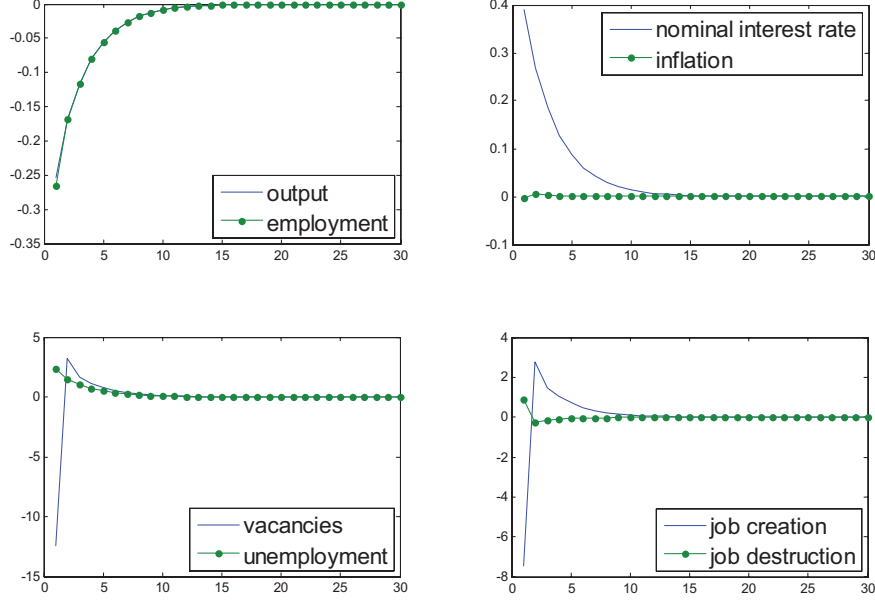 0
-0.05
-0.1
-0.15
-0.2
-0.25
-0.3
-0.35
0 5 10 15 20 25 30
output
employment
0.4
0.3
0.2
0.1
0
-0.1
0 5 10 15 20 25 30
nominal interest rate
inflation
5
0
-5
-10
-15
0 5 10 15 20 25 30
vacancies
unemployment
4
2
0
-2
-4
-6
-8
0 5 10 15 20 25 30
job creation
job destruction